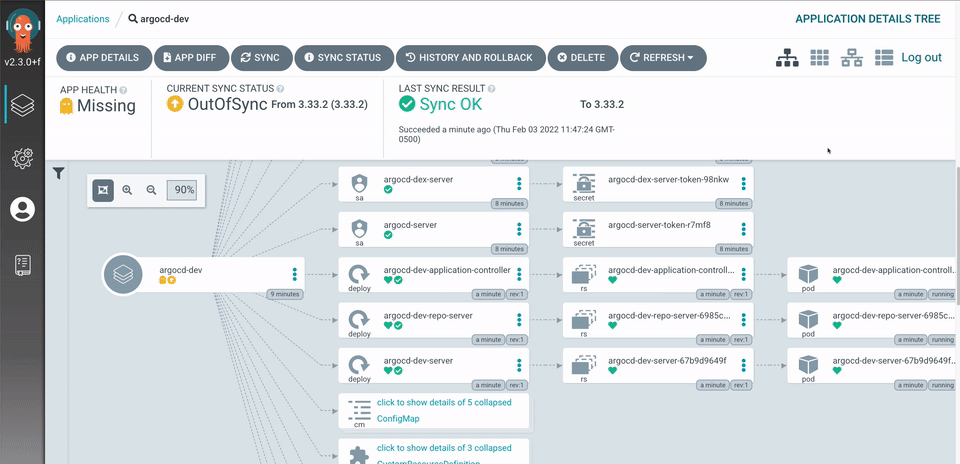 v2.3.0+f
Applications
argocd-dev
APPLICATION DETAILS TREE
APP DETAILS
APP DIFF
SYNC
SYNC STATUS
HISTORY AND ROLLBACK
DELETE
REFRESH
Log out
APP HEALTH
Missing
CURRENT SYNC STATUS
OutOfSync From 3.33.2 (3.33.2)
LAST SYNC RESULT
Sync OK
To 3.33.2
Succeeded a minute ago (Thu Feb 03 2022 11:47:24 GMT-
0500)
90%
argocd-dev
9 minutes
argocd-dex-server
sa
8 minutes
argocd-dex-server-token-98nkw
secret
8 minutes
argocd-server
sa
8 minutes
argocd-server-token-r7mf8
secret
8 minutes
argocd-dev-application-controller
deploy
a minute
rev:1
argocd-dev-application-controll...
rs
a minute
rev:1
argocd-dev-application-controll...
pod
a minute
running
argocd-dev-repo-server
deploy
a minute
rev:1
argocd-dev-repo-server-6985c...
rs
a minute
rev:1
argocd-dev-repo-server-6985c...
pod
a minute
running
argocd-dev-server
deploy
a minute
rev:1
argocd-dev-server-67b9d9649f
rs
a minute
rev:1
argocd-dev-server-67b9d9649f...
pod
a minute
running
click to show details of 5 collapsed
ConfigMap
cm
click to show details of 3 collapsed
CustomResourceDefinition